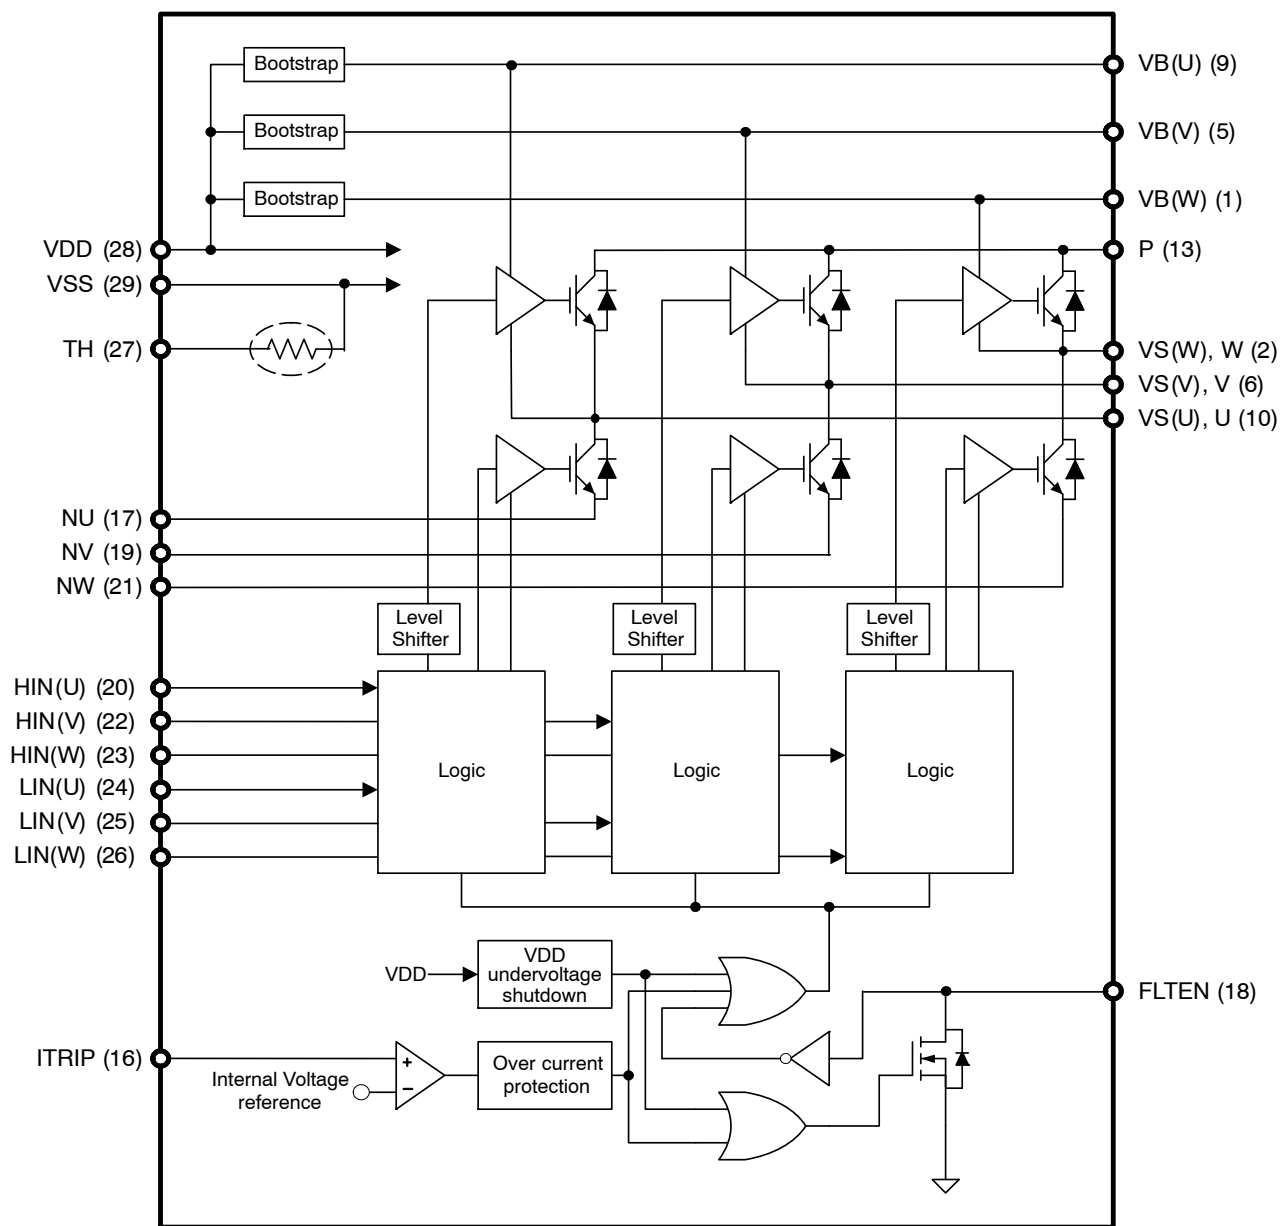 Bootstrap
VB(U) (9)
Bootstrap
VB(V) (5)
Bootstrap
VB(W) (1)
VDD (28)
P (13)
VSS (29)
TH (27)
VS(W), W (2)
VS(V), V (6)
VS(U), U (10)
NU (17)
NV (19)
NW (21)
Level
Shifter
Level
Shifter
Level
Shifter
HIN(U) (20)
HIN(V) (22)
HIN(W) (23)
LIN(U) (24)
LIN(V) (25)
LIN(W) (26)
Logic
Logic
Logic
VDD
VDD
undervoltage
shutdown
FLTEN (18)
ITRIP (16)
+
−
Internal Voltage
reference
Over current
protection